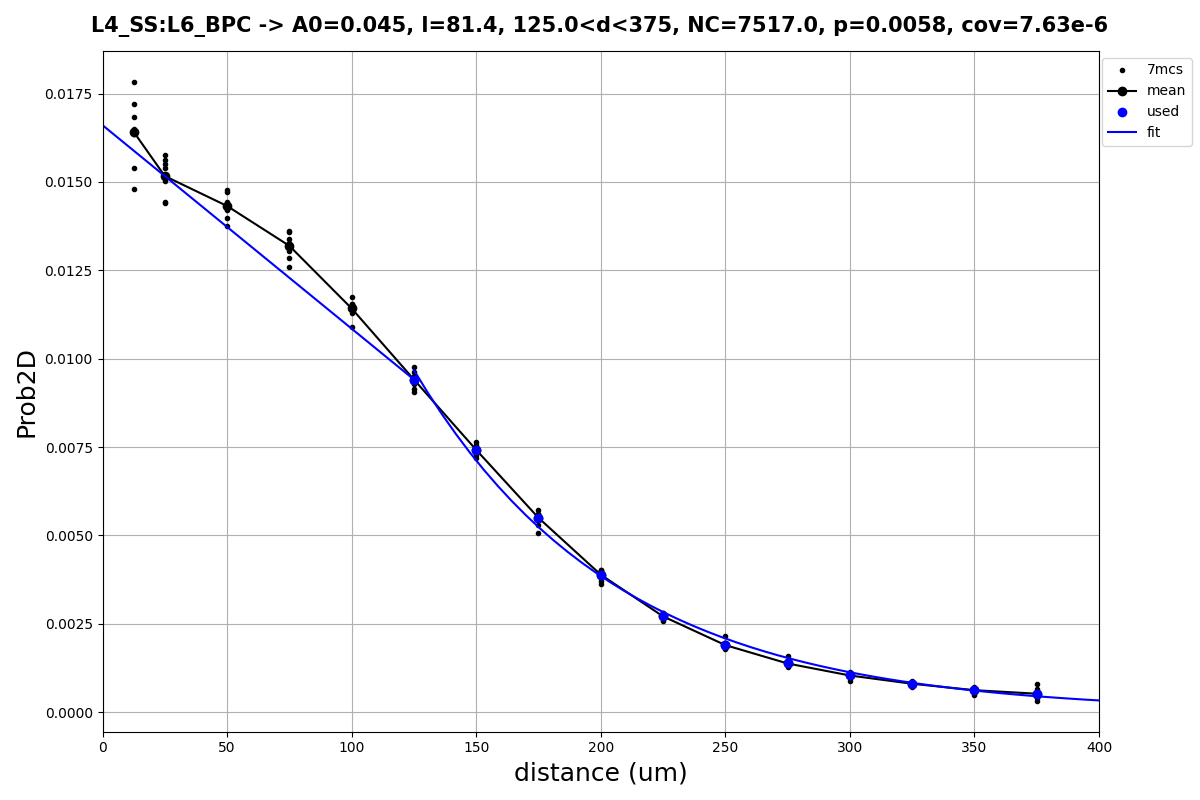 L4_SS:L6_BPC -> A0=0.045, l=81.4, 125.0<d<375, NC=7517.0, p=0.0058, cov=7.63e-6
7mcs
mean
used
fit
Prob2D
0.0175
0.0150
0.0125
0.0100
0.0075
0.0050
0.0025
0.0000
0 50 100 150 200 250 300 350 400
distance (um)